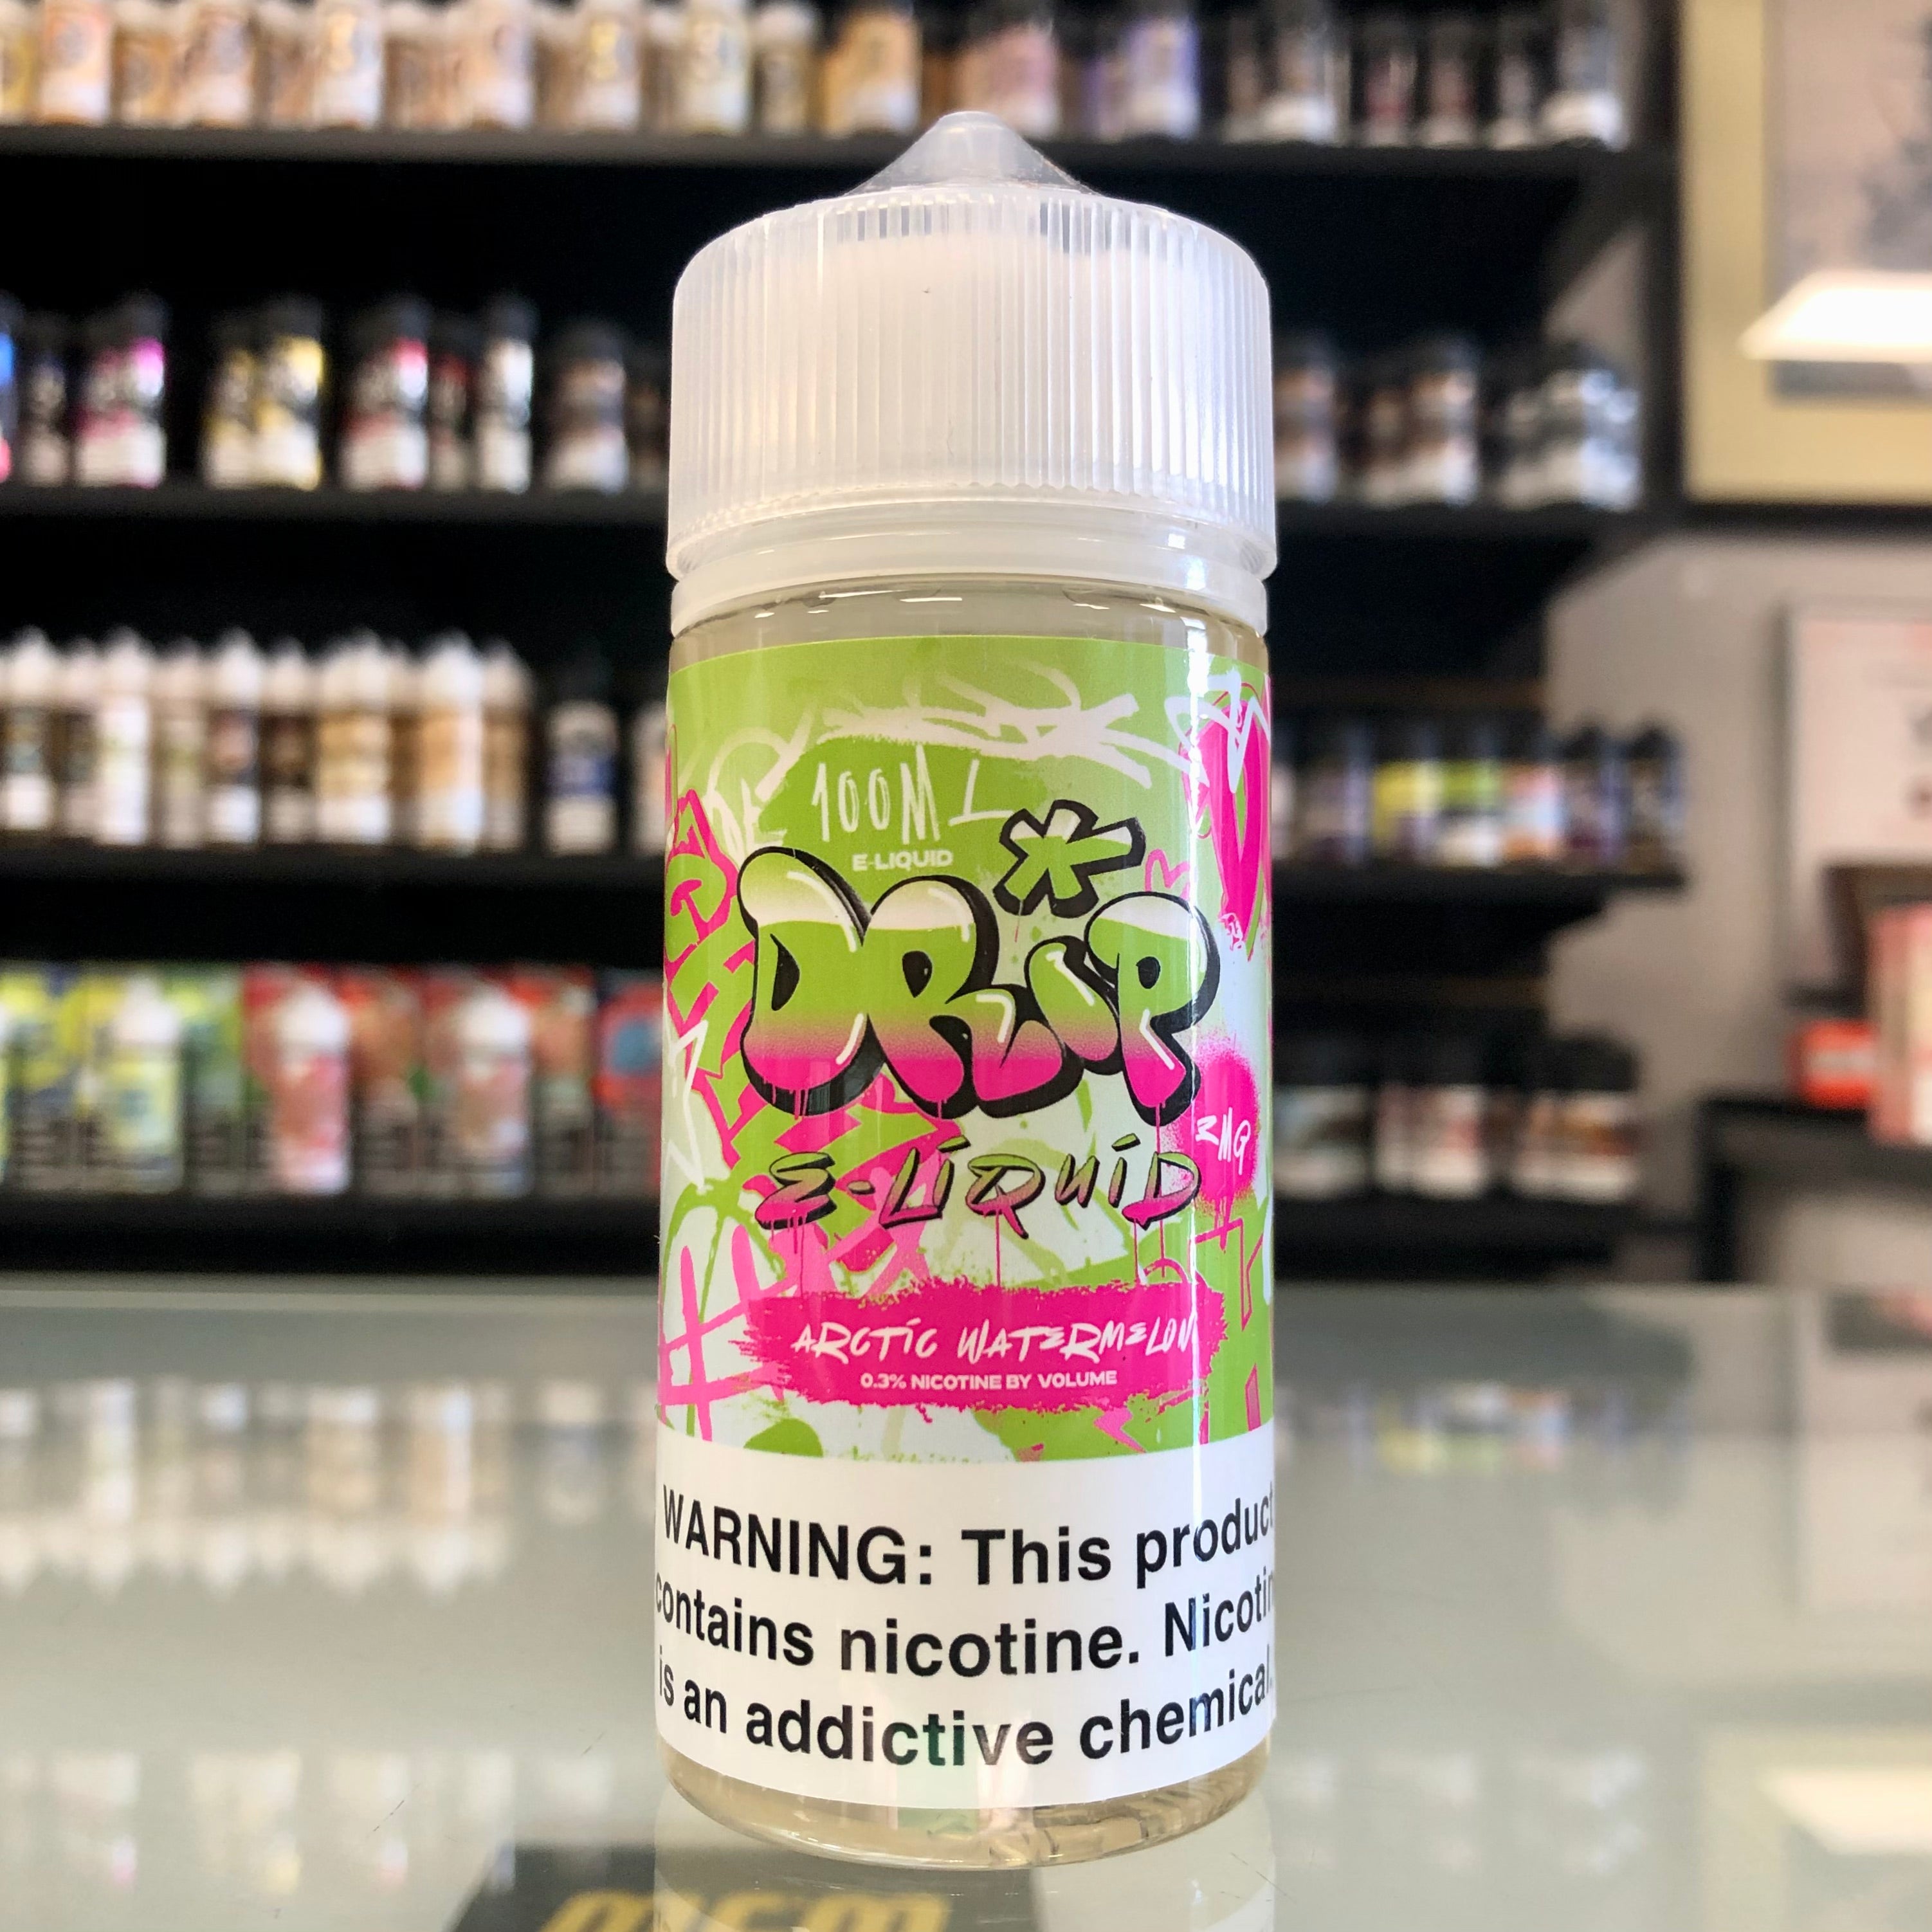 100ML
E-LIQUID
DRiP
E-LiQuiD
3MG
ARCTiC WATERMELON
0.3% NICOTINE BY VOLUME
WARNING: This product
contains nicotine. Nicotin
is an addictive chemical.